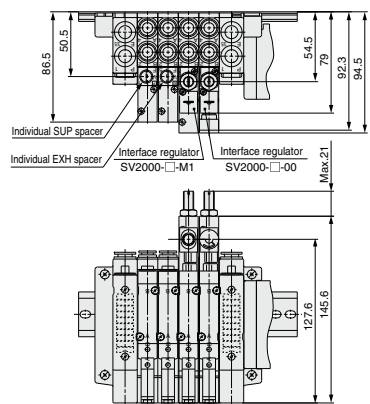 86.5
50.5
54.5
79
92.3
94.5
Individual SUP spacer
Individual EXH spacer
Interface regulator
SV2000-□-M1
Interface regulator
SV2000-□-00
Max.21
127.6
145.6